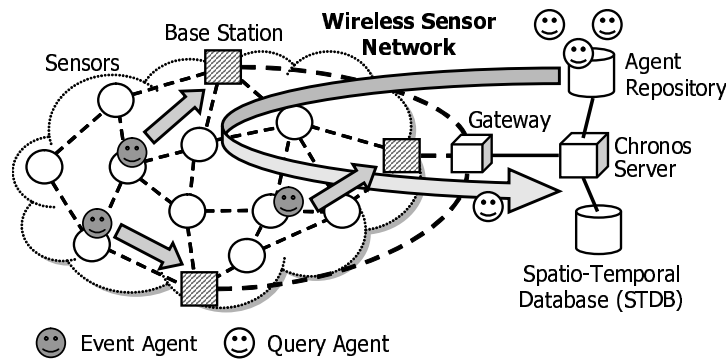 Wireless Sensor
Network
Base Station
Sensors
Agent
Repository
Gateway
Chronos
Server
Spatio-Temporal
Database (STDB)
Event Agent
Query Agent